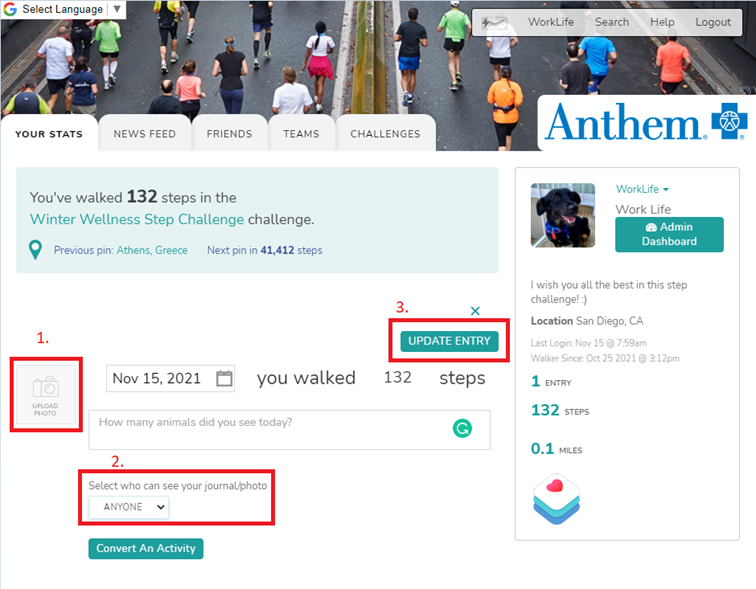 Select Language ▼
WorkLife Search Help Logout
YOUR STATS NEWS FEED FRIENDS TEAMS CHALLENGES
Anthem®
You've walked 132 steps in the
Winter Wellness Step Challenge challenge.
Previous pin: Athens, Greece Next pin in 41,412 steps
WorkLife
Work Life
Admin
Dashboard
I wish you all the best in this step
challenge! :)
Location San Diego, CA
Last Login: Nov 15 @ 7:59am
Walker Since: Oct 25 2021 @ 3:12pm
1 ENTRY
132 STEPS
0.1 MILES
3.
×
UPDATE ENTRY
1.
UPLOAD
PHOTO
Nov 15, 2021 you walked 132 steps
How many animals did you see today?
2.
Select who can see your journal/photo
ANYONE
Convert An Activity